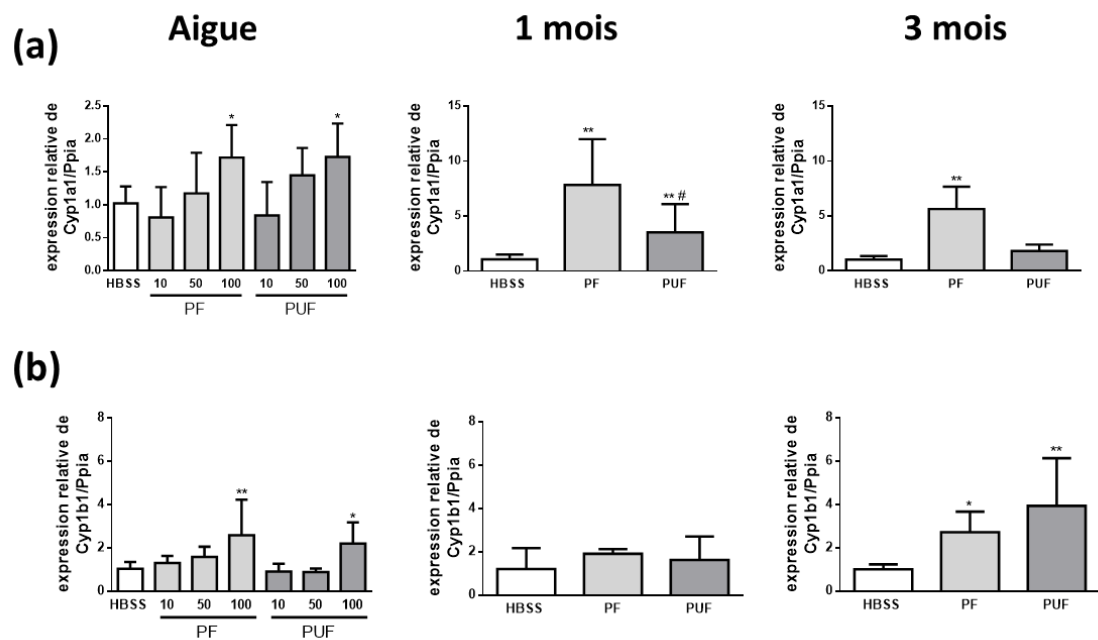 Aigue
1 mois
3 mois
(a)
expression relative de
Cyp1a1/Ppia
2.5
2.0
1.5
1.0
0.5
0.0
*
*
HBSS 10 50 100 10 50 100
PF PUF
expression relative de
Cyp1a1/Ppia
15
10
5
0
**
** #
HBSS PF PUF
expression relative de
Cyp1a1/Ppia
15
10
5
0
**
HBSS PF PUF
(b)
expression relative de
Cyp1b1/Ppia
8
6
4
2
0
**
*
HBSS 10 50 100 10 50 100
PF PUF
expression relative de
Cyp1b1/Ppia
8
6
4
2
0
HBSS PF PUF
expression relative de
Cyp1b1/Ppia
8
6
4
2
0
*
**
HBSS PF PUF